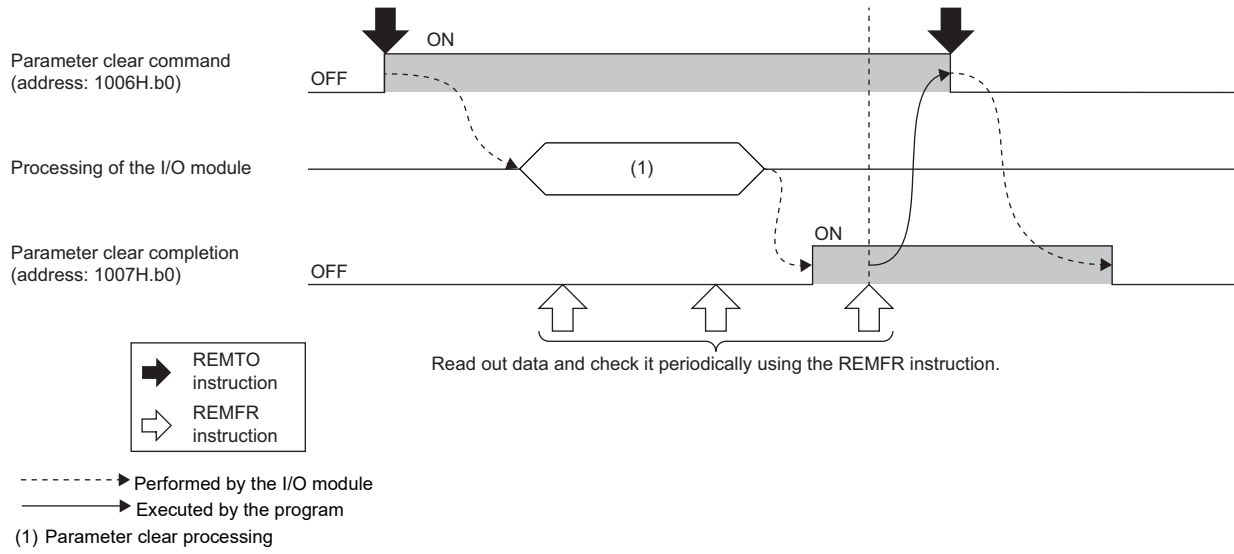 ON
Parameter clear command
(address: 1006H.b0)
OFF
Processing of the I/O module
(1)
Parameter clear completion
(address: 1007H.b0)
ON
OFF
Read out data and check it periodically using the REMFR instruction.
REMTO
instruction
REMFR
instruction
Performed by the I/O module
Executed by the program
(1) Parameter clear processing